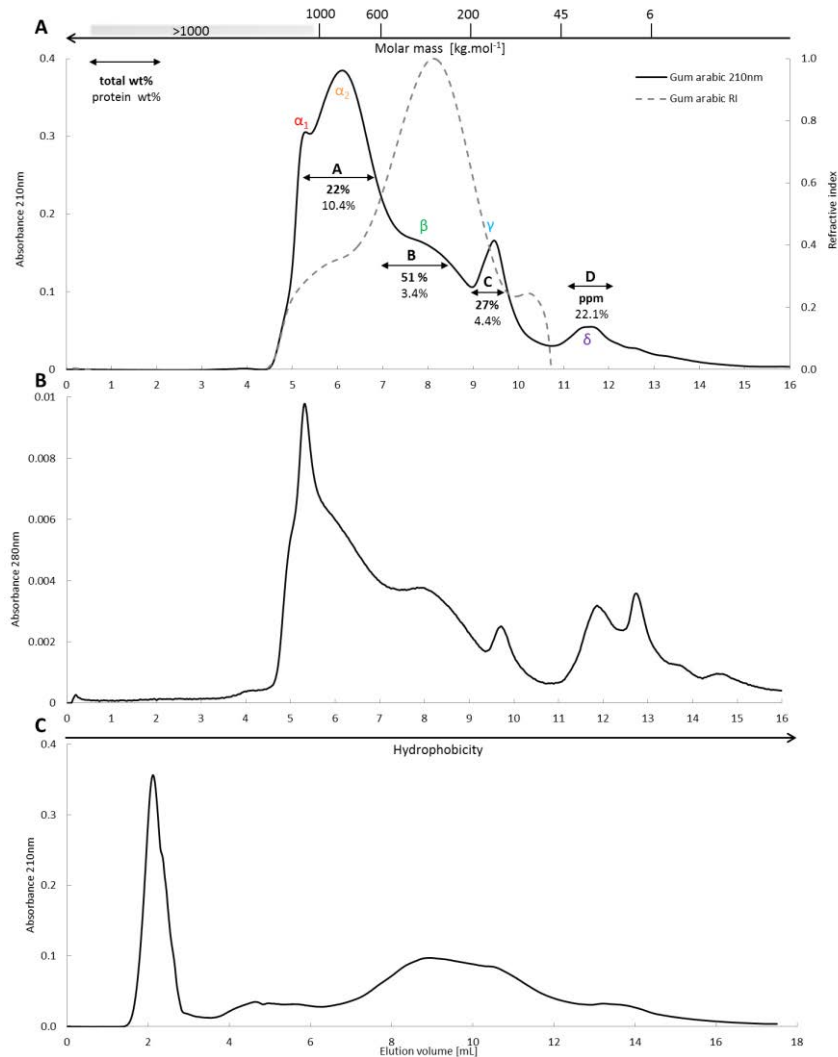 1000 600 200 45 6
A >1000
Molar mass [kg.mol-1]
0.4 1.0
total wt%
protein wt%
Gum arabic 210nm
Gum arabic RI
α2
α1
0.3 0.8
A
22%
10.4%
0.6
Absorbance 210nm
Refractive index
0.2
β γ
0.4
B
51 %
3.4%
C
27%
4.4%
D
ppm
22.1%
δ
0.1 0.2
0 0.0
0 1 2 3 4 5 6 7 8 9 10 11 12 13 14 15 16
B
0.01
0.008
0.006
Absorbance 280nm
0.004
0.002
0
0 1 2 3 4 5 6 7 8 9 10 11 12 13 14 15 16
C
Hydrophobicity
0.4
0.3
Absorbance 210nm
0.2
0.1
0.0
0 2 4 6 8 10 12 14 16 18
Elution volume [mL]